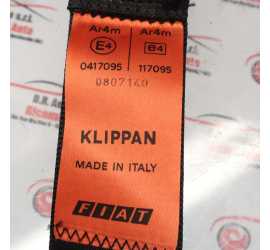 Ar4m Ar4m
E4 e4
0417095 117095
0807140
KLIPPAN
MADE IN ITALY
FIAT